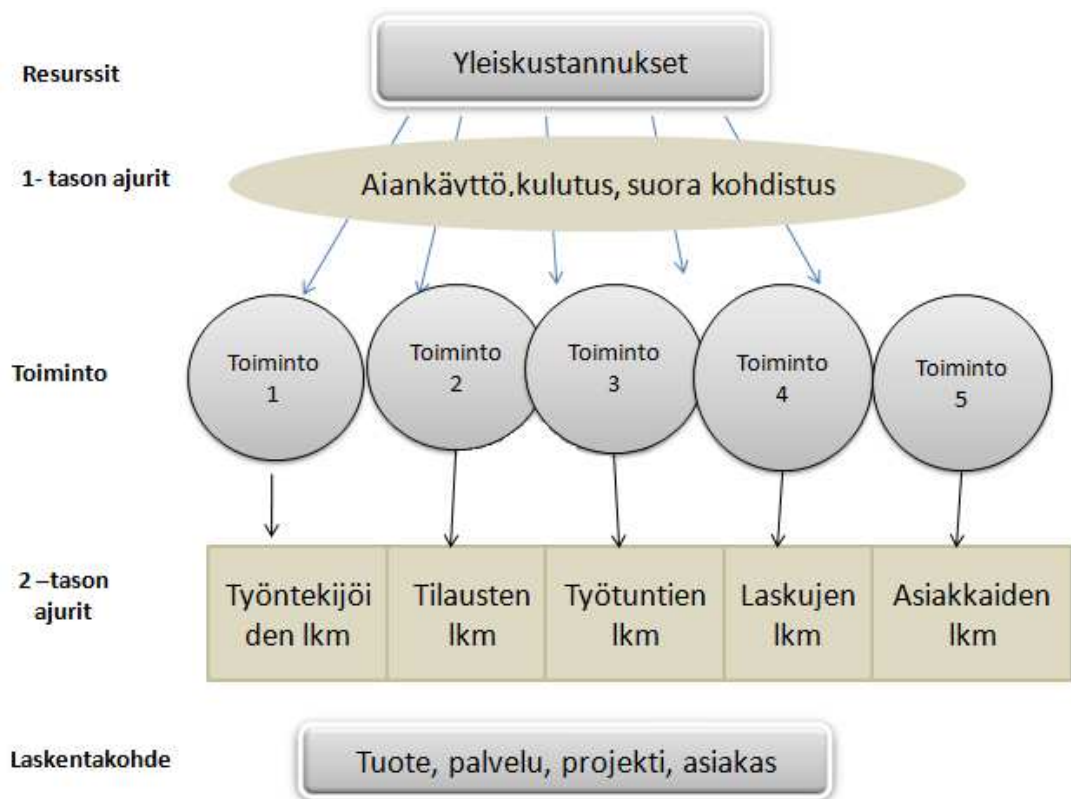 Resurssit
Yleiskustannukset
1- tason ajurit
Aiankävttö.kulutus, suora kohdistus
Toiminto
Toiminto
1
Toiminto
2
Toiminto
3
Toiminto
4
Toiminto
5
2 –tason
ajurit
Työntekijöi
den lkm
Tilausten
lkm
Työtuntien
lkm
Laskujen
lkm
Asiakkaiden
lkm
Laskentakohde
Tuote, palvelu, projekti, asiakas